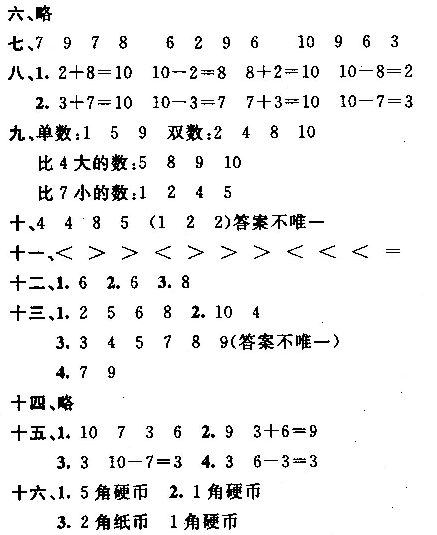 六、略
七、7 9 7 8 6 2 9 6 10 9 6 3
八、1. 2+8=10 10-2=8 8+2=10 10-8=2
2. 3+7=10 10-3=7 7+3=10 10-7=3
九、单数:1 5 9 双数:2 4 8 10
比4大的数:5 8 9 10
比7小的数:1 2 4 5
十、4 4 8 5 (1 2 2)答案不唯一
十一、< > > < > > > < < < =
十二、1. 6 2. 6 3. 8
十三、1. 2 5 6 8 2. 10 4
3. 3 4 5 7 8 9(答案不唯一)
4. 7 9
十四、略
十五、1. 10 7 3 6 2. 9 3+6=9
3. 3 10-7=3 4. 3 6-3=3
十六、1. 5角硬币 2. 1角硬币
3. 2角纸币 1角硬币